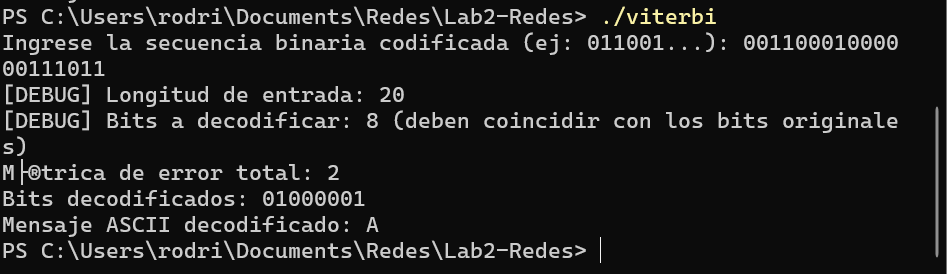 PS C:\Users\rodri\Documents\Redes\Lab2-Redes> ./viterbi
Ingrese la secuencia binaria codificada (ej: 011001...): 001100010000
00111011
[DEBUG] Longitud de entrada: 20
[DEBUG] Bits a decodificar: 8 (deben coincidir con los bits originale
s)
M├®trica de error total: 2
Bits decodificados: 01000001
Mensaje ASCII decodificado: A
PS C:\Users\rodri\Documents\Redes\Lab2-Redes>